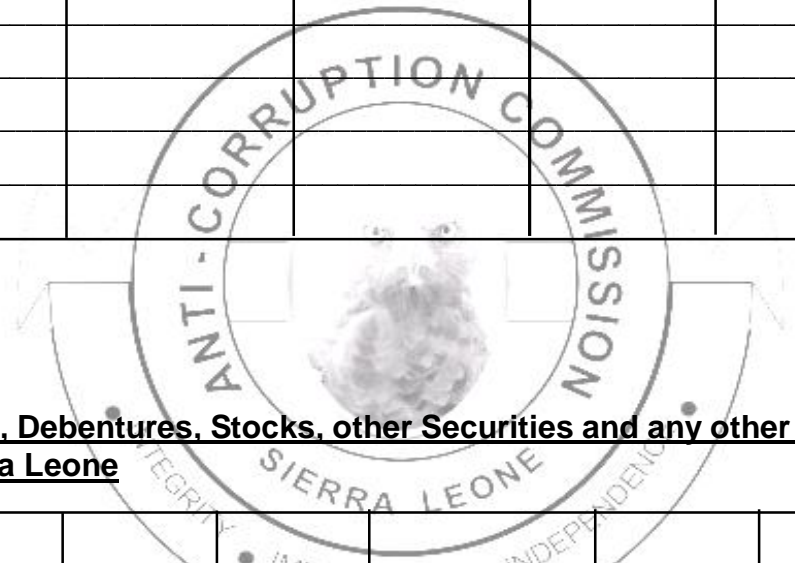 ANTI - CORRUPTION COMMISSION
, Debentures, Stocks, other Securities and any other
a Leone
SIERRA LEONE